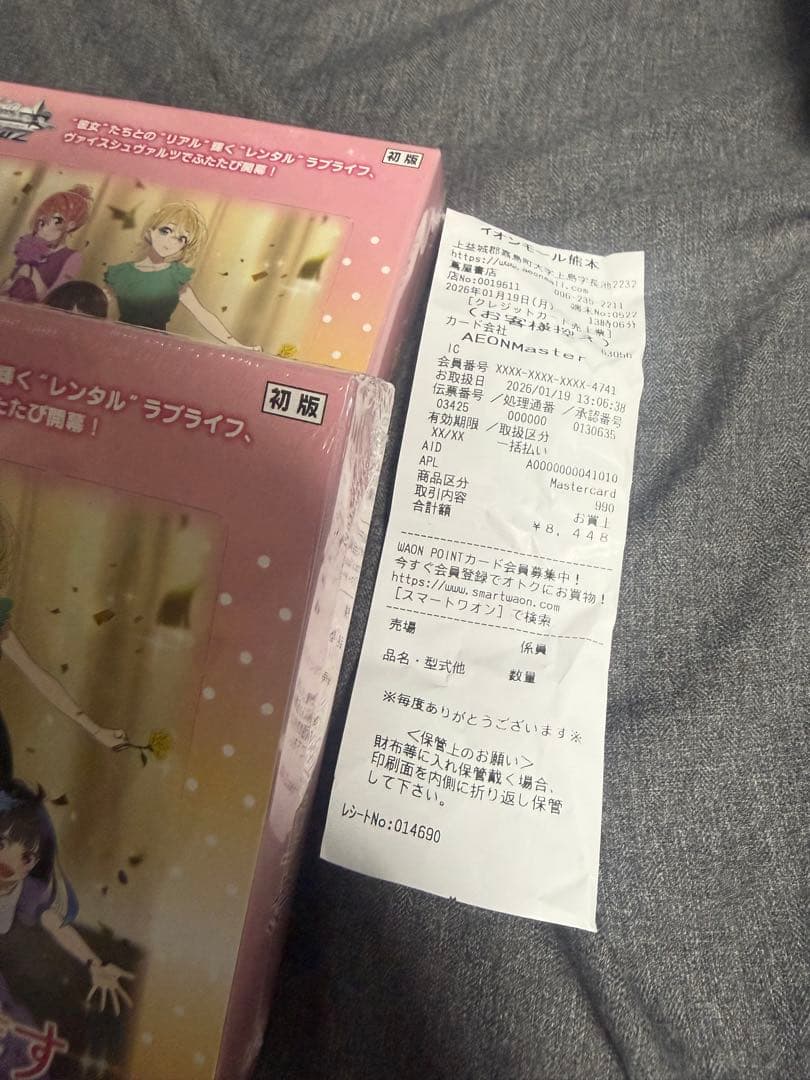 "彼女"たちとの"リアル"輝く"レンタル"ラブライフ、
ヴァイスシュヴァルツでふたたび開幕！
初版
輝く"レンタル"ラブライフ、
ふたたび開幕！
初版
す
イオンモール熊本
上益城郡嘉島町大字上島字長池2232
https://www.aeonmall.com
蔦屋書店 096-235-2211
店No:0019611 端末No:0522
2026年01月19日(月) 13時06分
[クレジットカード売上票]
(お客様控え)
カード会社 63056
AEONMaster
IC
会員番号 XXXX-XXXX-XXXX-4741
お取扱日 2026/01/19 13:06:38
伝票番号 ／処理通番 ／承認番号
03425 000000 0130635
有効期限 ／取扱区分
XX/XX 一括払い
AID A0000000041010
APL Mastercard
商品区分 990
取引内容 お買上
合計額 ￥8,448
WAON POINTカード会員募集中！
今すぐ会員登録でオトクにお買物！
https://www.smartwaon.com
[スマートワオン]で検索
売場 係員
品名・型式他 数量
※毎度ありがとうございます※
＜保管上のお願い＞
財布等に入れ保管戴く場合、
印刷面を内側に折り返し保管
して下さい。
レシートNo:014690